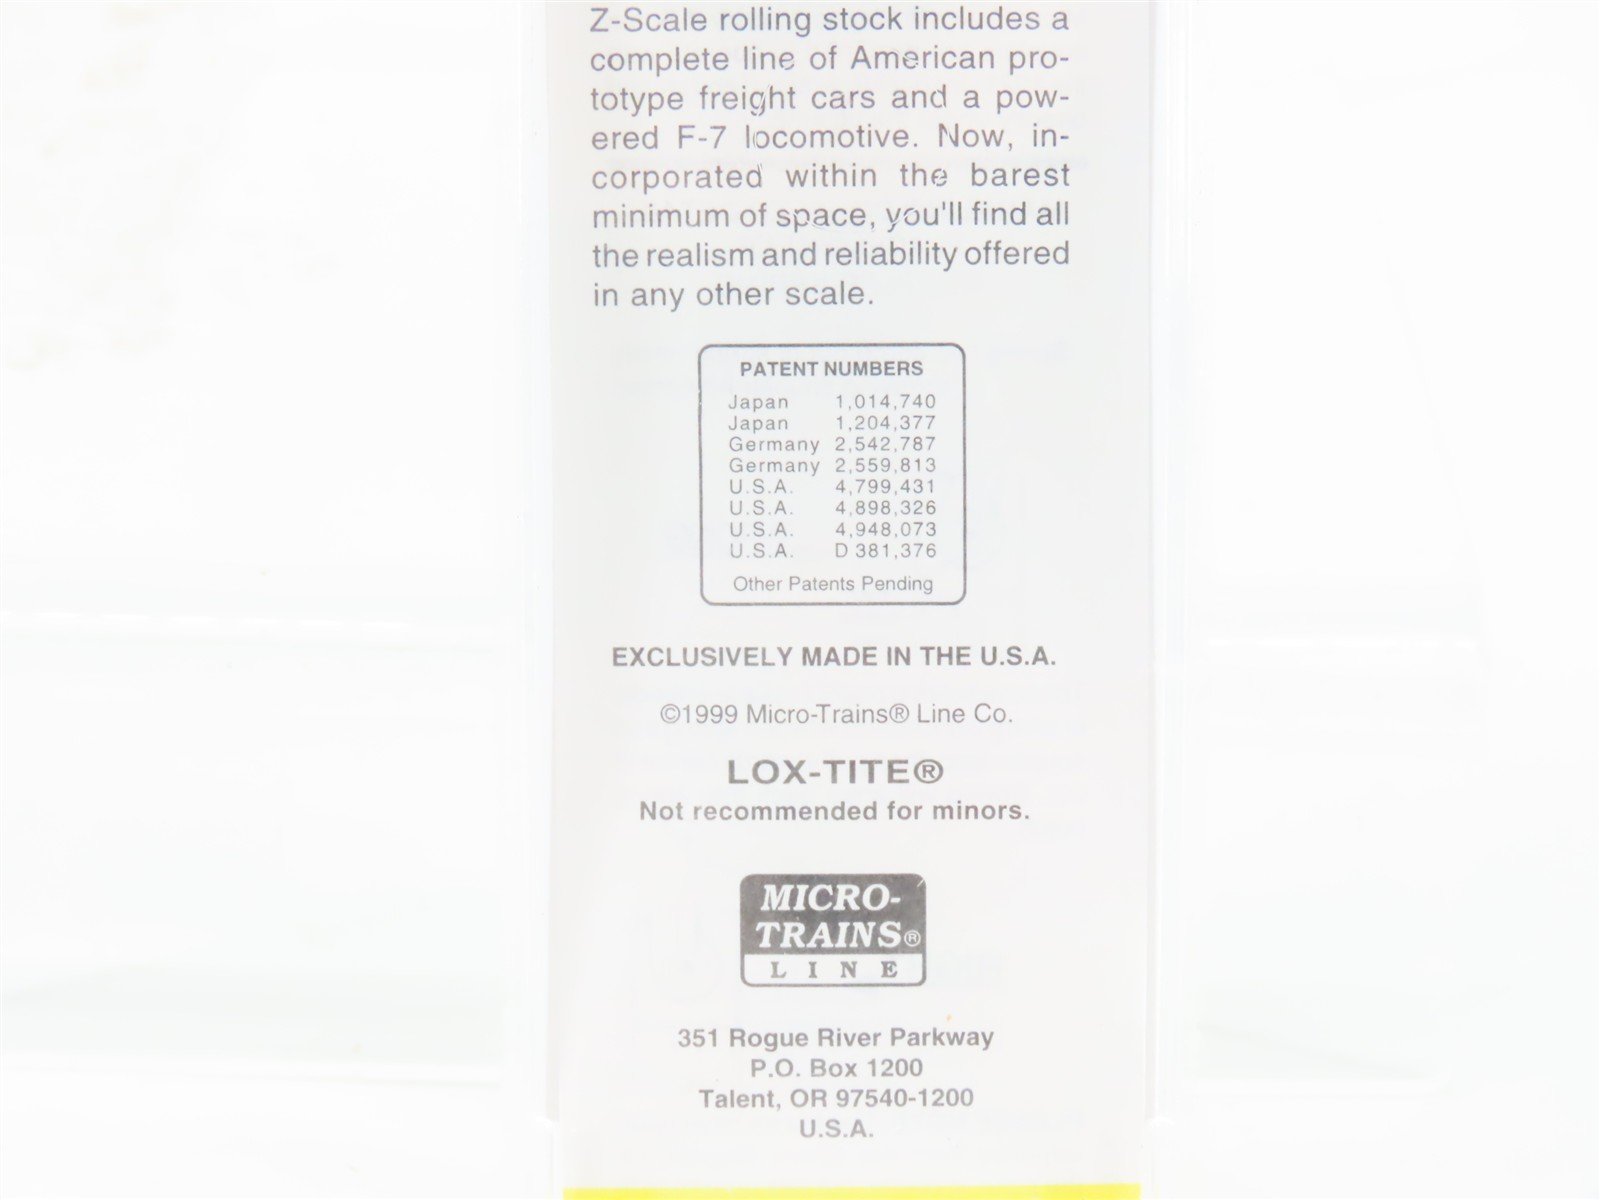 Z-Scale rolling stock includes a
complete line of American pro-
totype freight cars and a pow-
ered F-7 locomotive. Now, in-
corporated within the barest
minimum of space, you'll find all
the realism and reliability offered
in any other scale.
PATENT NUMBERS
Japan 1,014,740
Japan 1,204,377
Germany 2,542,787
Germany 2,559,813
U.S.A. 4,799,431
U.S.A. 4,898,326
U.S.A. 4,948,073
U.S.A. D 381,376
Other Patents Pending
EXCLUSIVELY MADE IN THE U.S.A.
©1999 Micro-Trains® Line Co.
LOX-TITE®
Not recommended for minors.
MICRO-
TRAINS®
LINE
351 Rogue River Parkway
P.O. Box 1200
Talent, OR 97540-1200
U.S.A.